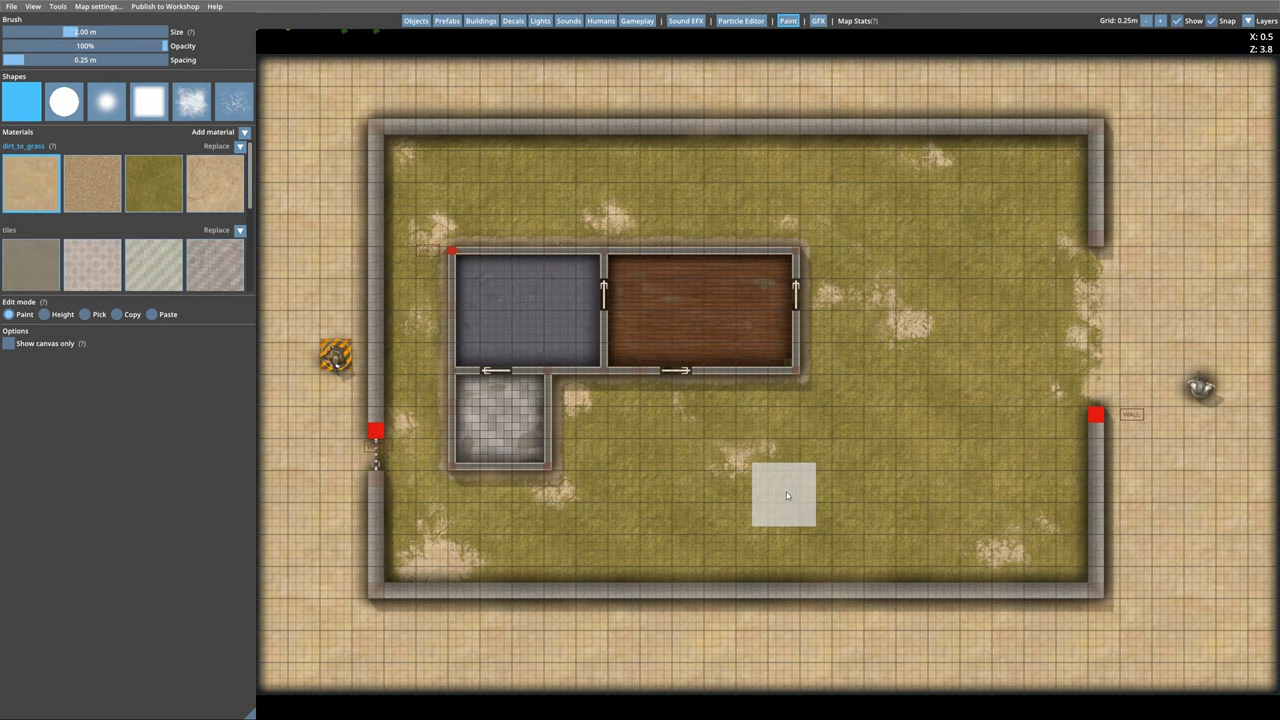 File View Tools Map settings... Publish to Workshop Help
Brush
2.00 m Size (?)
100% Opacity
0.25 m Spacing
Shapes
Materials Add material
dirt_to_grass (?) Replace
tiles Replace
Edit mode (?)
Paint Height Pick Copy Paste
Options
Show canvas only (?)
Objects Prefabs Buildings Decals Lights Sounds Humans Gameplay | Sound EFX | Particle Editor | Paint | GFX | Map Stats(?)
Grid: 0.25m - + Show Snap Layers
X: 0.5
Z: 3.8
WALL
WALL